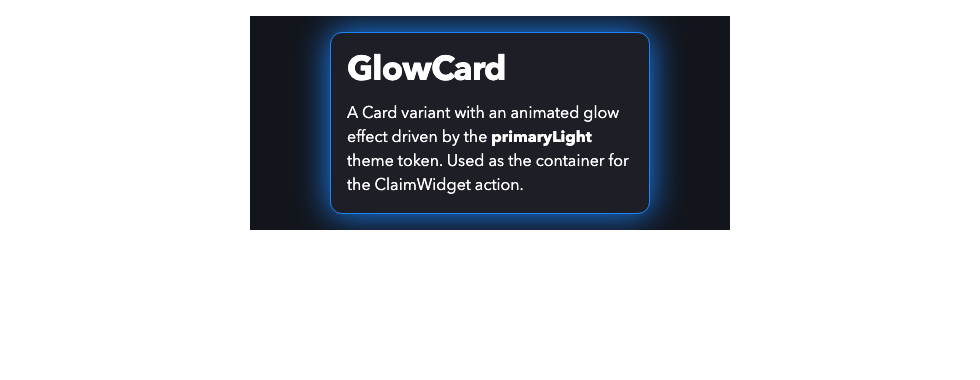 GlowCard
A Card variant with an animated glow
effect driven by the primaryLight
theme token. Used as the container for
the ClaimWidget action.